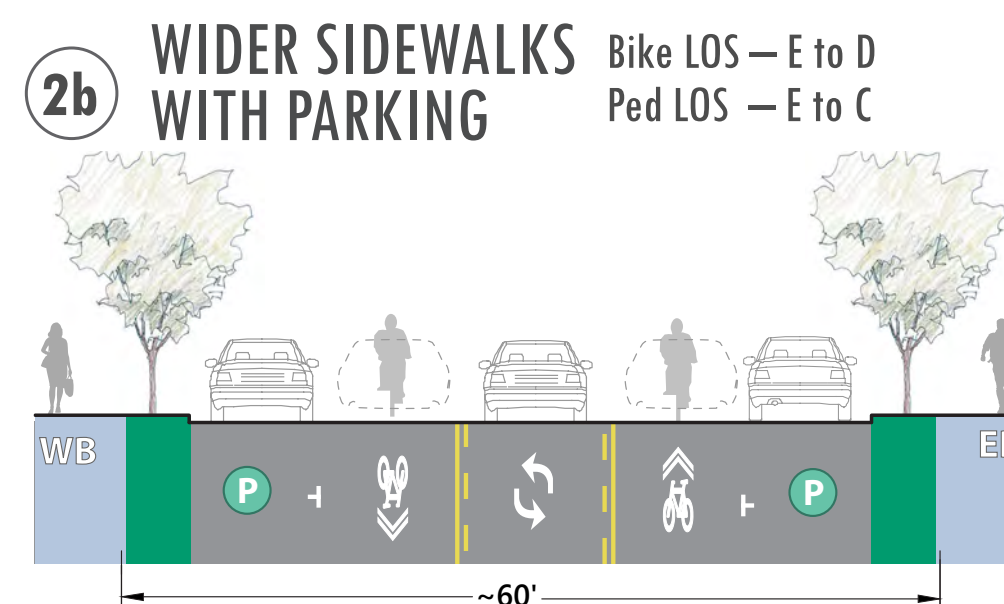 2b
WIDER SIDEWALKS
WITH PARKING
Bike LOS — E to D
Ped LOS — E to C
WB
P
P
~60'